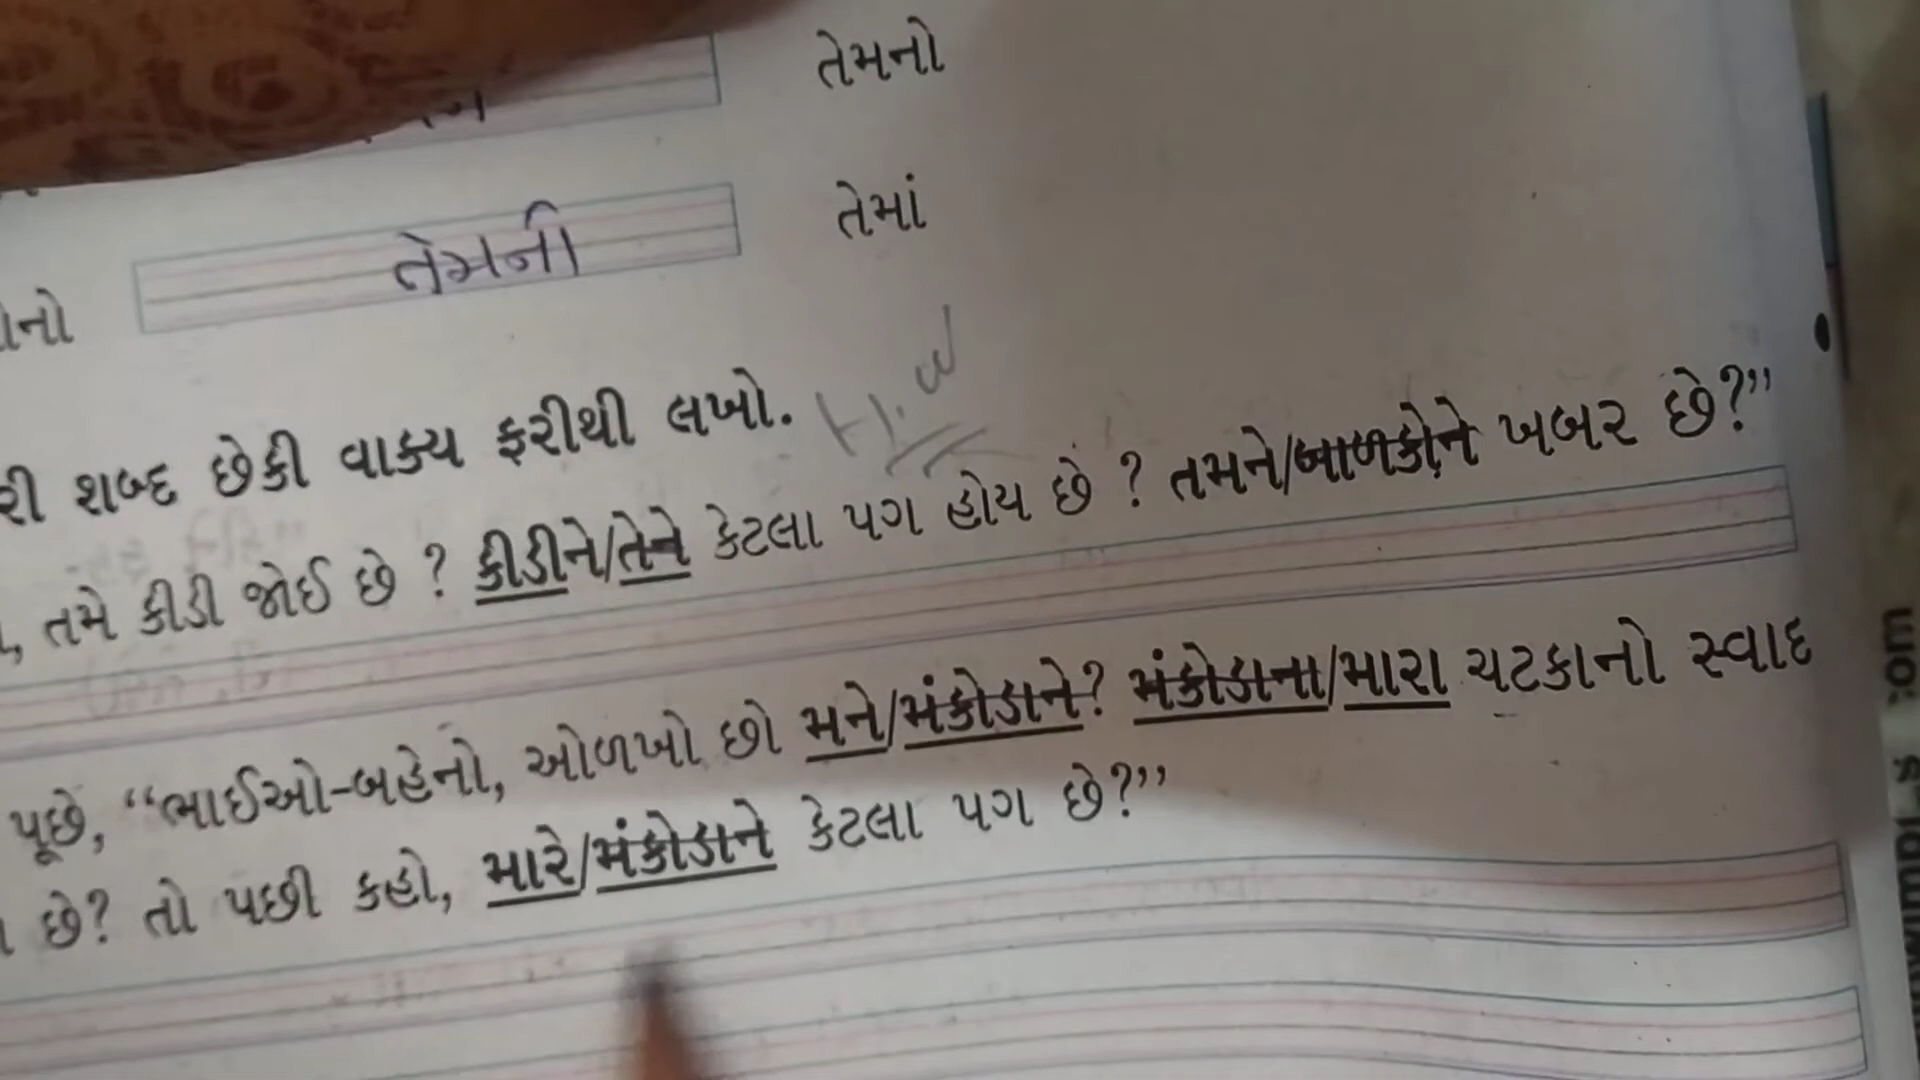 તેમનો
તેમની
તેમાં
શબ્દ છેકી વાક્ય ફરીથી લખો. H.W
તમે કીડી જોઈ છે ? કીડીને/તેને કેટલા પગ હોય છે ? તમને/બાળકોને ખબર છે?”
પૂછે, “ભાઈઓ-બહેનો, ઓળખો છો મને/મંકોડાને? મંકોડાના/મારા ચટકાનો સ્વાદ
છે? તો પછી કહો, મારે/મંકોડાને કેટલા પગ છે?”